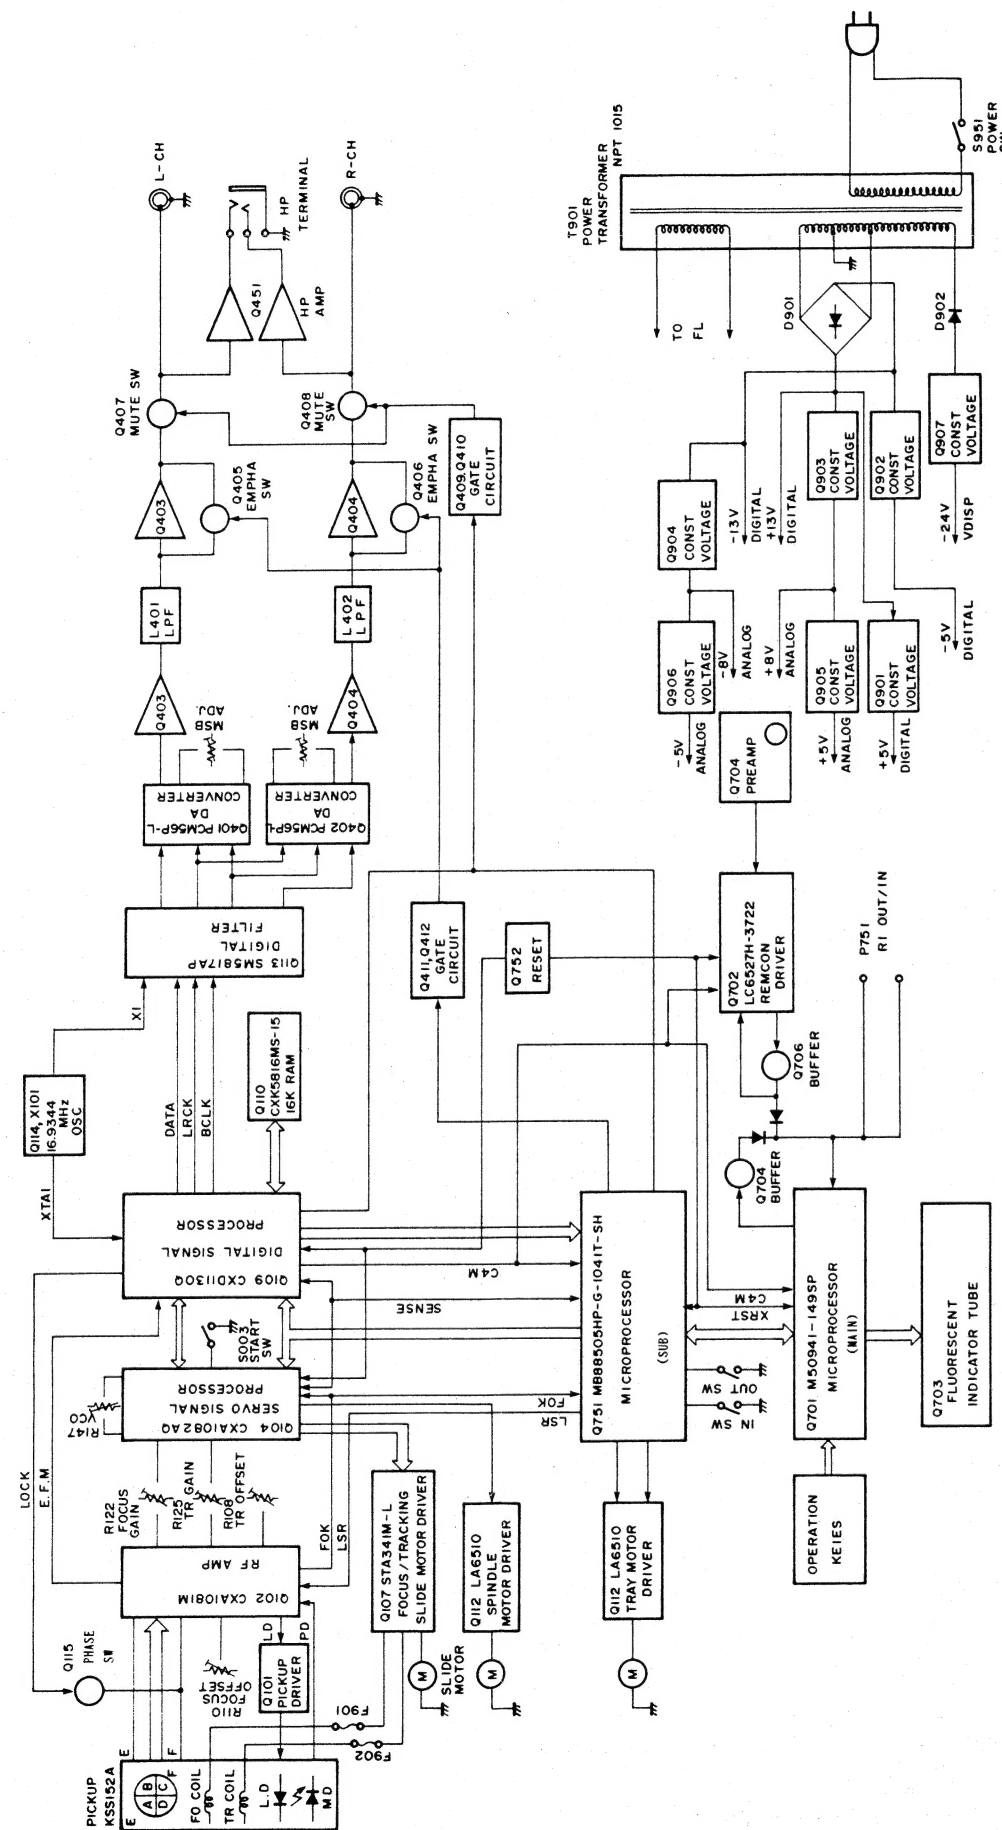 PICKUP
KSS152A
E
A B
D C
F
E
F
FO COIL
TR COIL
L.D
M.D
Q115
PHASE
SW
LOCK
E.F.M
R110
FOCUS
OFFSET
Q101
PICKUP
DRIVER
LD
PD
F901
F902
Q102 CXA1081M
RF AMP
R122
FOCUS
GAIN
R125
TR. GAIN
R108
TR OFFSET
FOK
LSR
R147
VCO
Q104 CXA1082AQ
SERVO SIGNAL
PROCESSOR
S003
START
SW
Q107 STA341M-L
FOCUS/TRACKING
SLIDE MOTOR DRIVER
M
SLIDE
MOTOR
Q112 LA6510
SPINDLE
MOTOR DRIVER
M
Q112 LA6510
TRAY MOTOR
DRIVER
M
FOK
LSR
XTAI
Q114, X101
16.9344
MHz
OSC
XI
Q109 CXD1130Q
DIGITAL SIGNAL
PROCESSOR
DATA
LRCK
BCLK
Q110
CXK5816MS-15
16K RAM
SENSE
C4M
Q113 SM5817AP
DIGITAL
FILTER
Q401 PCM56P-L
DA
CONVERTER
Q402 PCM56P-L
DA
CONVERTER
MSB
ADJ.
MSB
ADJ.
Q403
Q404
L401
LPF
L402
LPF
Q403
Q404
Q405
EMPHA
SW
Q406
EMPHA SW
Q407
MUTE SW
Q408
MUTE
SW
Q409,Q410
GATE
CIRCUIT
Q451
HP
AMP
L-CH
R-CH
HP
TERMINAL
Q411,Q412
GATE
CIRCUIT
Q752
RESET
Q751 MB88505HP-G-1041T-SH
MICROPROCESSOR
(SUB)
IN SW
OUT SW
XRST
C4M
OPERATION
KEIES
Q701 M50941-149SP
MICROPROCESSOR
(MAIN)
Q703
FLUORESCENT
INDICATOR TUBE
Q704
BUFFER
Q706
BUFFER
Q702
LC6527H-3722
REMCON
DRIVER
P751
RI OUT/IN
Q704
PREAMP
Q906
CONST
VOLTAGE
-5V
ANALOG
-8V
ANALOG
Q904
CONST
VOLTAGE
-13V
DIGITAL
+13V
DIGITAL
+8V
ANALOG
Q905
CONST
VOLTAGE
+5V
ANALOG
Q901
CONST
VOLTAGE
+5V
DIGITAL
Q903
CONST
VOLTAGE
Q902
CONST
VOLTAGE
-5V
DIGITAL
Q907
CONST
VOLTAGE
-24V
VDISP
D901
D902
TO
FL
T901
POWER
TRANSFORMER
NPT 1015
S951
POWER